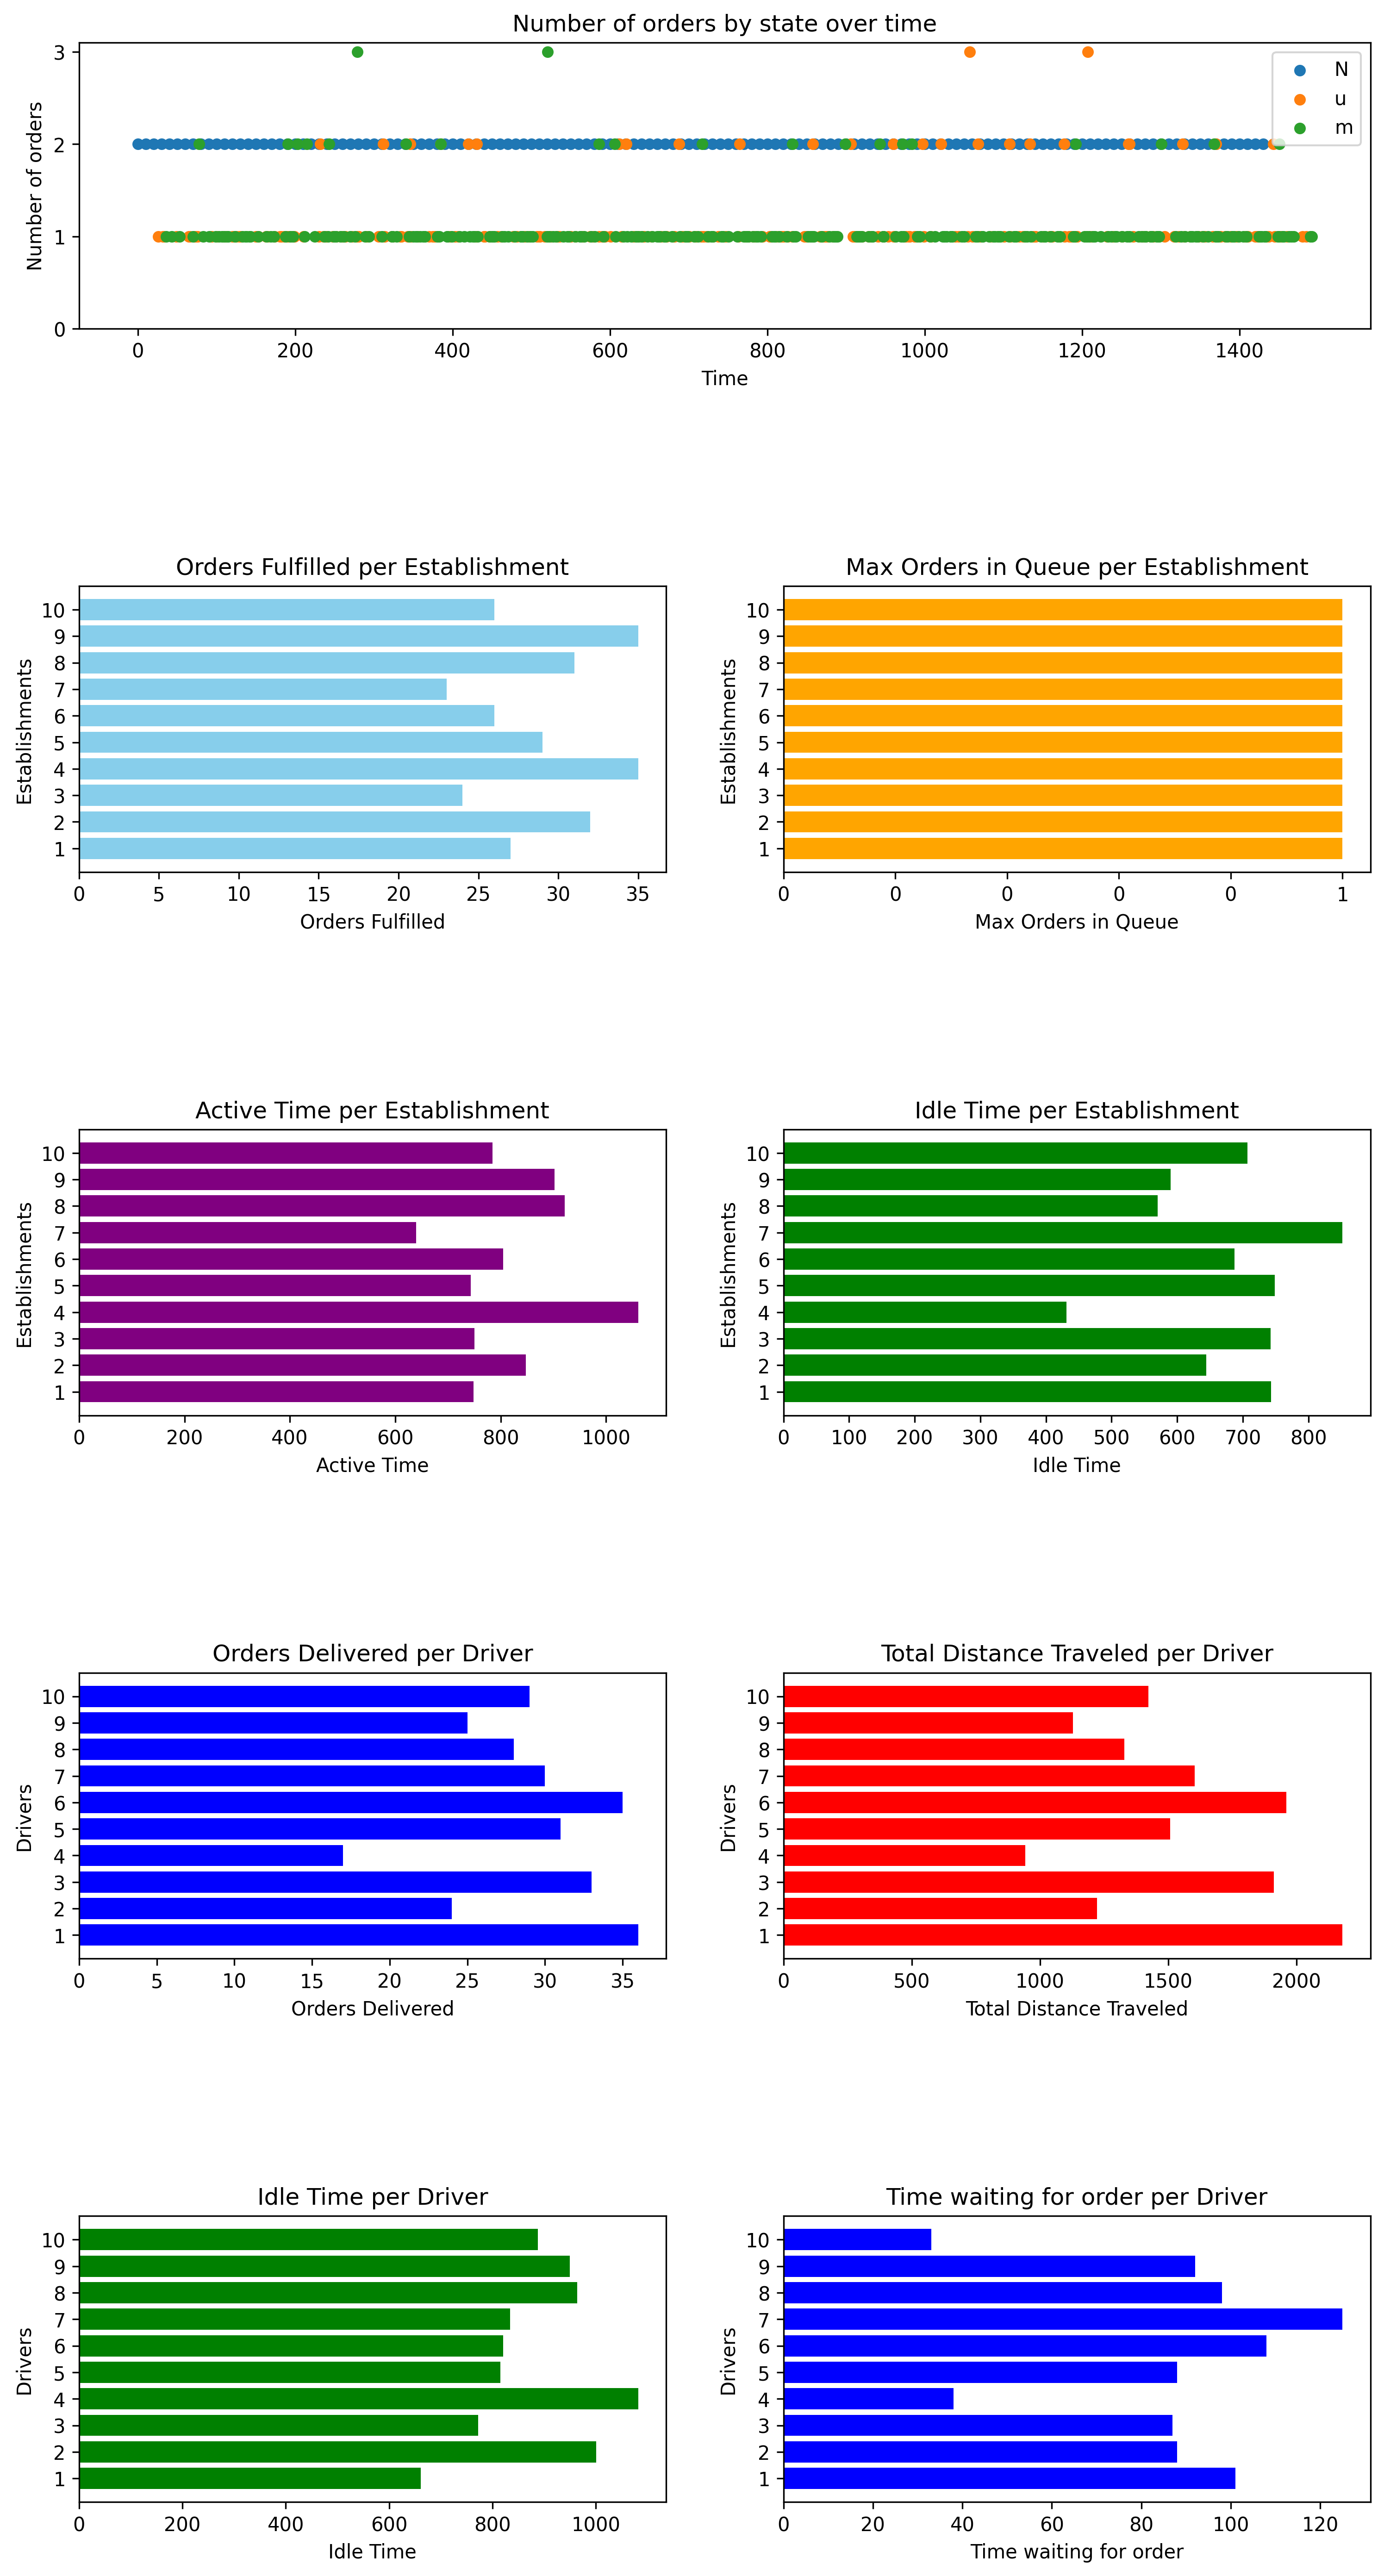 Number of orders by state over time
Number of orders
3
2
1
0
N
u
m
0 200 400 600 800 1000 1200 1400
Time
Orders Fulfilled per Establishment
Establishments
10
9
8
7
6
5
4
3
2
1
0 5 10 15 20 25 30 35
Orders Fulfilled
Max Orders in Queue per Establishment
Establishments
10
9
8
7
6
5
4
3
2
1
0 0 0 0 0 1
Max Orders in Queue
Active Time per Establishment
Establishments
10
9
8
7
6
5
4
3
2
1
0 200 400 600 800 1000
Active Time
Idle Time per Establishment
Establishments
10
9
8
7
6
5
4
3
2
1
0 100 200 300 400 500 600 700 800
Idle Time
Orders Delivered per Driver
Drivers
10
9
8
7
6
5
4
3
2
1
0 5 10 15 20 25 30 35
Orders Delivered
Total Distance Traveled per Driver
Drivers
10
9
8
7
6
5
4
3
2
1
0 500 1000 1500 2000
Total Distance Traveled
Idle Time per Driver
Drivers
10
9
8
7
6
5
4
3
2
1
0 200 400 600 800 1000
Idle Time
Time waiting for order per Driver
Drivers
10
9
8
7
6
5
4
3
2
1
0 20 40 60 80 100 120
Time waiting for order